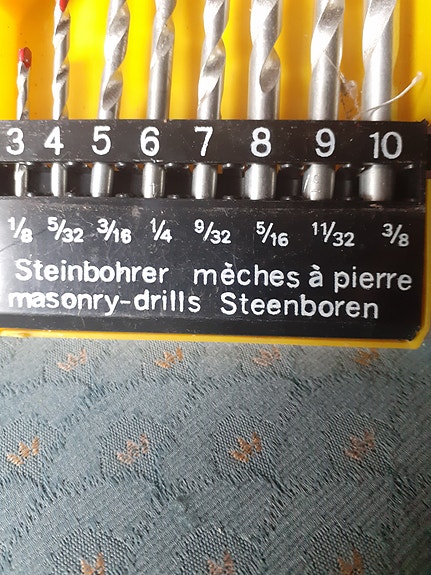 3 4 5 6 7 8 9 10
1/8 5/32 3/16 1/4 9/32 5/16 11/32 3/8
Steinbohrer mèches à pierre
masonry-drills Steenboren